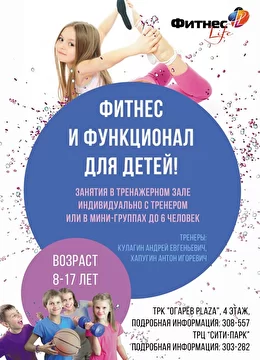 Фитнес
Life
ФИТНЕС
И ФУНКЦИОНАЛ
ДЛЯ ДЕТЕЙ!
ЗАНЯТИЯ В ТРЕНАЖЕРНОМ ЗАЛЕ
ИНДИВИДУАЛЬНО С ТРЕНЕРОМ
ИЛИ В МИНИ-ГРУППАХ ДО 6 ЧЕЛОВЕК
ТРЕНЕРЫ:
КУЛАГИН АНДРЕЙ ЕВГЕНЬЕВИЧ,
ХАПУГИН АНТОН ИГОРЕВИЧ
ВОЗРАСТ
8-17 ЛЕТ
ТРК "ОГАРЁВ PLAZA", 4 ЭТАЖ,
ПОДРОБНАЯ ИНФОРМАЦИЯ: 308-557
ТРЦ "СИТИ-ПАРК"
ПОДРОБНАЯ ИНФОРМАЦИЯ: 303-282